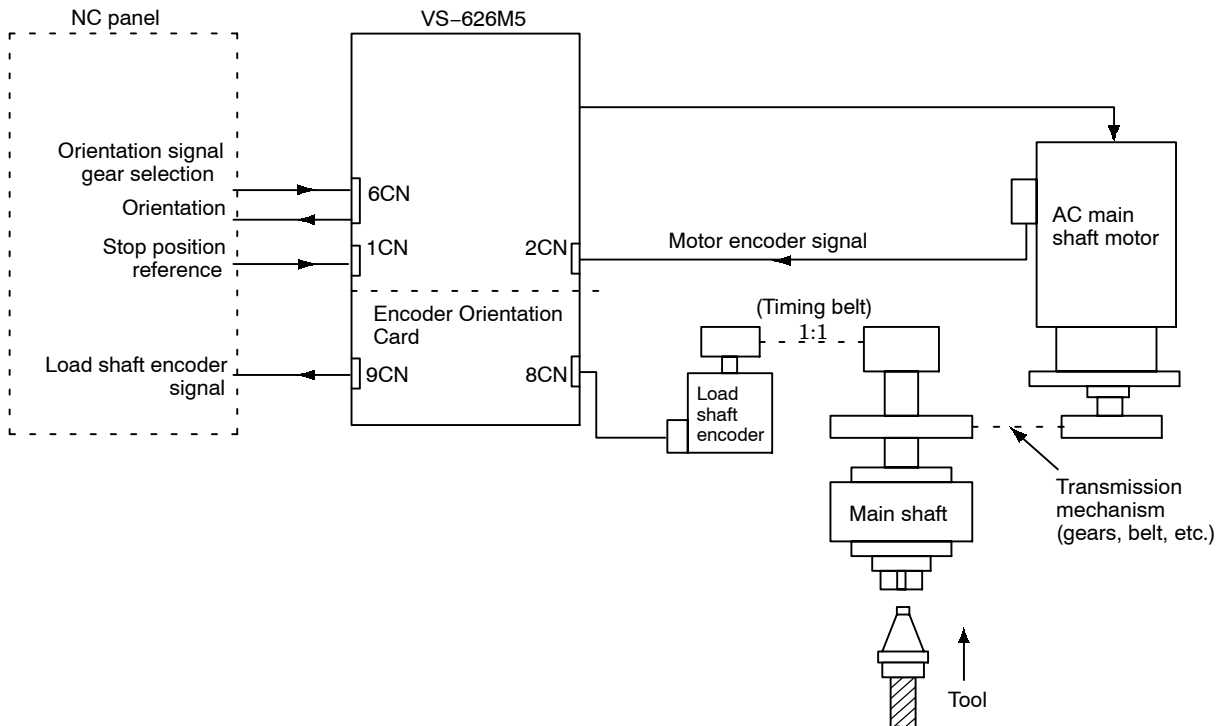 NC panel
VS–626M5
Orientation signal
gear selection
Orientation
Stop position
reference
Load shaft encoder
signal
6CN
1CN
2CN
Encoder Orientation
Card
9CN
8CN
Motor encoder signal
AC main
shaft motor
(Timing belt)
1:1
Load
shaft
encoder
Main shaft
Transmission
mechanism
(gears, belt, etc.)
Tool